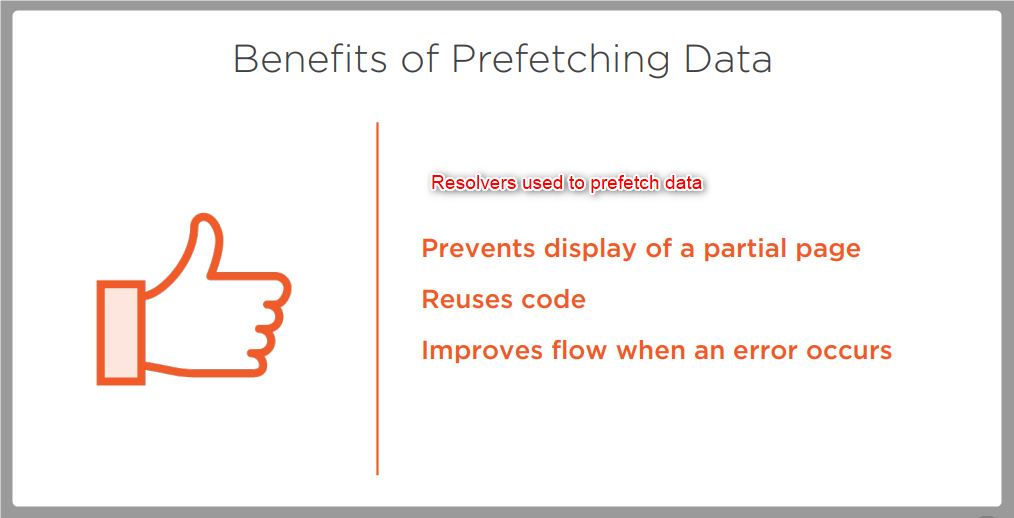 Benefits of Prefetching Data
Resolvers used to prefetch data
Prevents display of a partial page
Reuses code
Improves flow when an error occurs